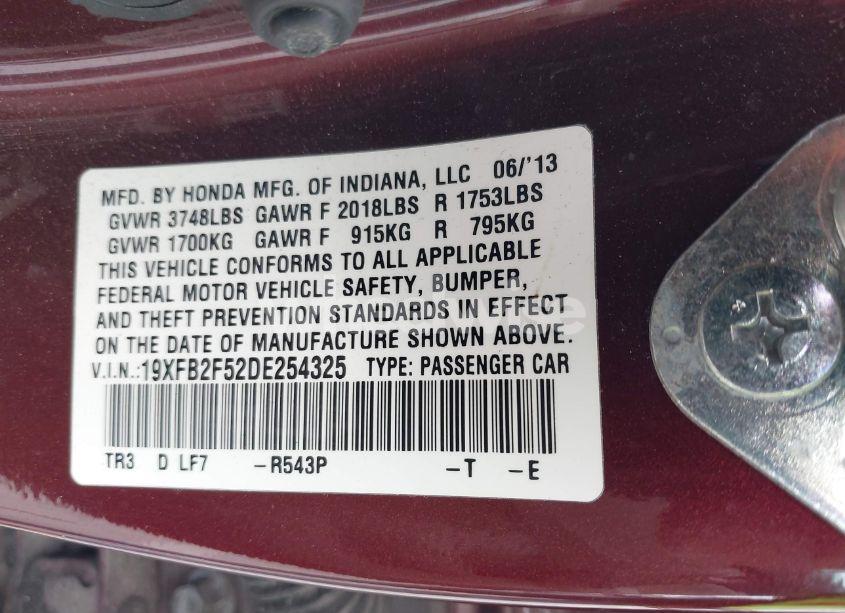 MFD. BY HONDA MFG. OF INDIANA, LLC 06/'13
GVWR 3748LBS GAWR F 2018LBS R 1753LBS
GVWR 1700KG GAWR F 915KG R 795KG
THIS VEHICLE CONFORMS TO ALL APPLICABLE
FEDERAL MOTOR VEHICLE SAFETY, BUMPER,
AND THEFT PREVENTION STANDARDS IN EFFECT
ON THE DATE OF MANUFACTURE SHOWN ABOVE.
V.I.N.:19XFB2F52DE254325 TYPE: PASSENGER CAR
TR3 D LF7 -R543P -T -E
4